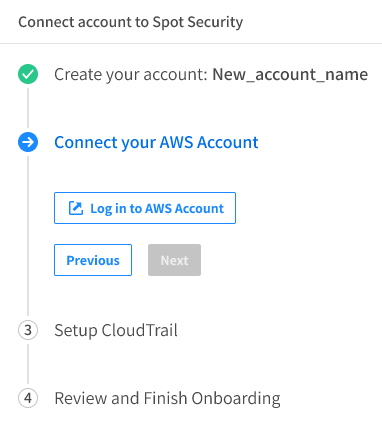 Connect account to Spot Security
Create your account: New_account_name
Connect your AWS Account
Log in to AWS Account
Previous
Next
3
Setup CloudTrail
4
Review and Finish Onboarding